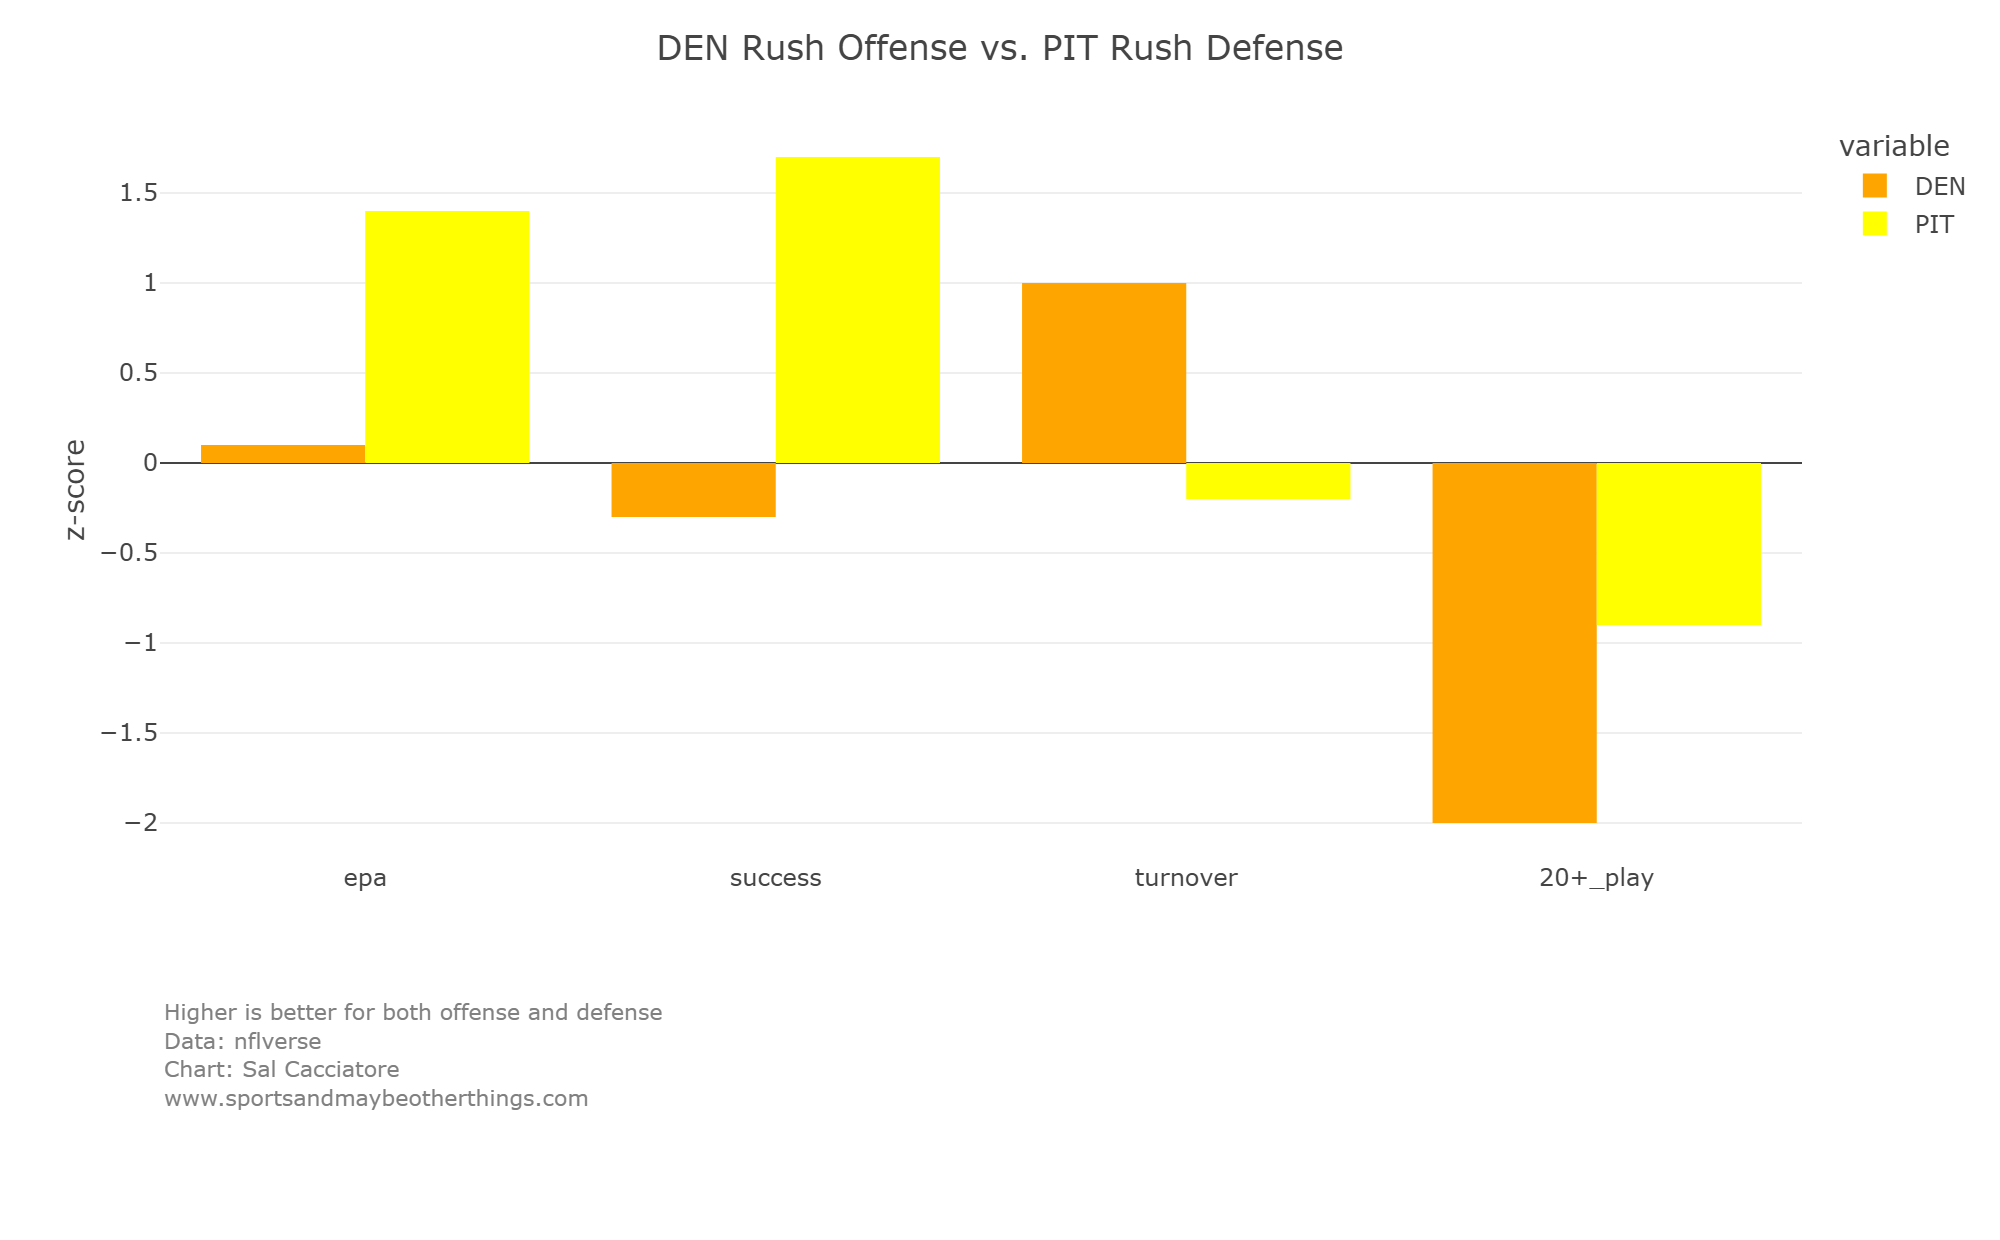 DEN Rush Offense vs. PIT Rush Defense
variable
DEN
PIT
1.5
1
0.5
0
−0.5
−1
−1.5
−2
z-score
epa
success
turnover
20+_play
Higher is better for both offense and defense
Data: nflverse
Chart: Sal Cacciatore
www.sportsandmaybeotherthings.com